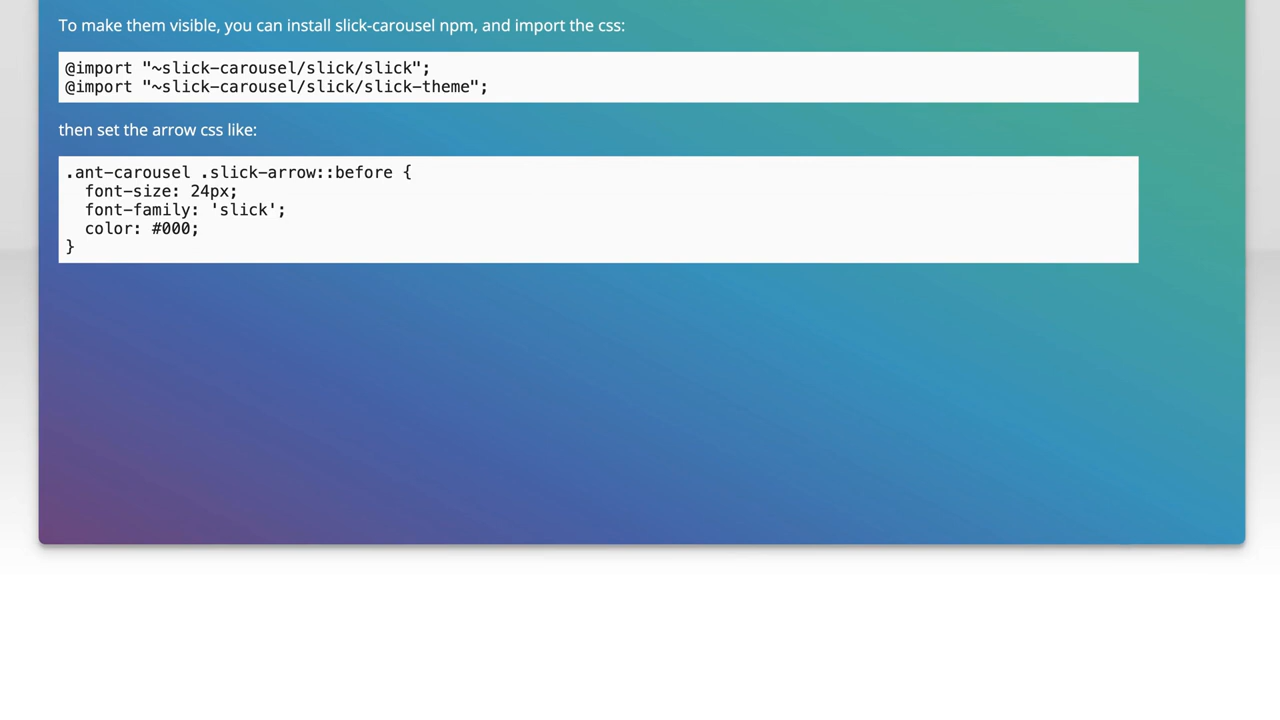 To make them visible, you can install slick-carousel npm, and import the css:
@import "~slick-carousel/slick/slick";
@import "~slick-carousel/slick/slick-theme";
then set the arrow css like:
.ant-carousel .slick-arrow::before {
  font-size: 24px;
  font-family: 'slick';
  color: #000;
}